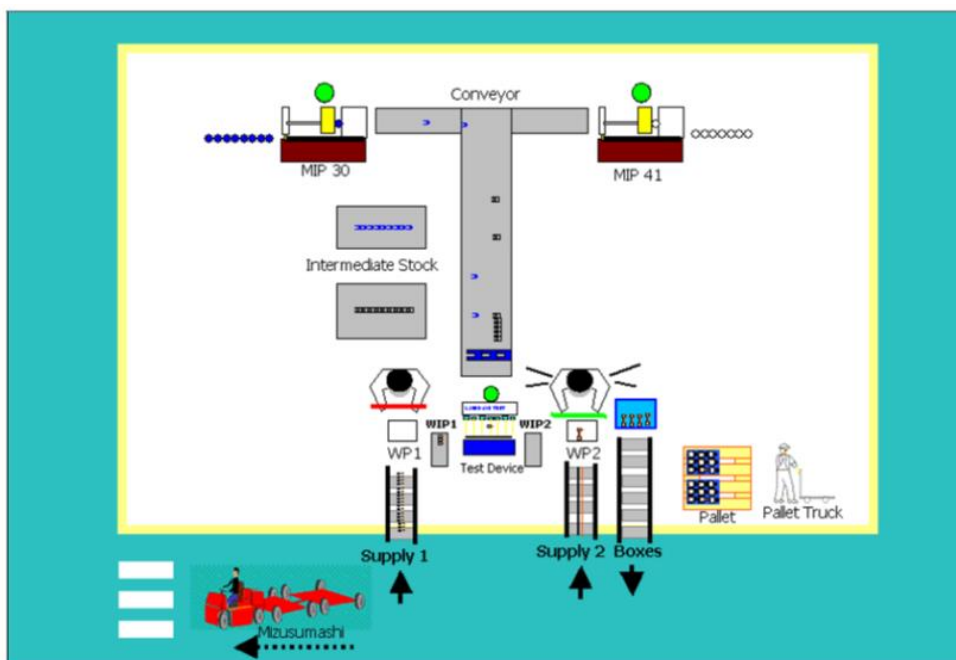 Conveyor
MIP 30
MIP 41
Intermediate Stock
WIP1
WIP2
WP1
Test Device
WP2
Pallet
Pallet Truck
Supply 1
Supply 2
Boxes
Mizusumashi